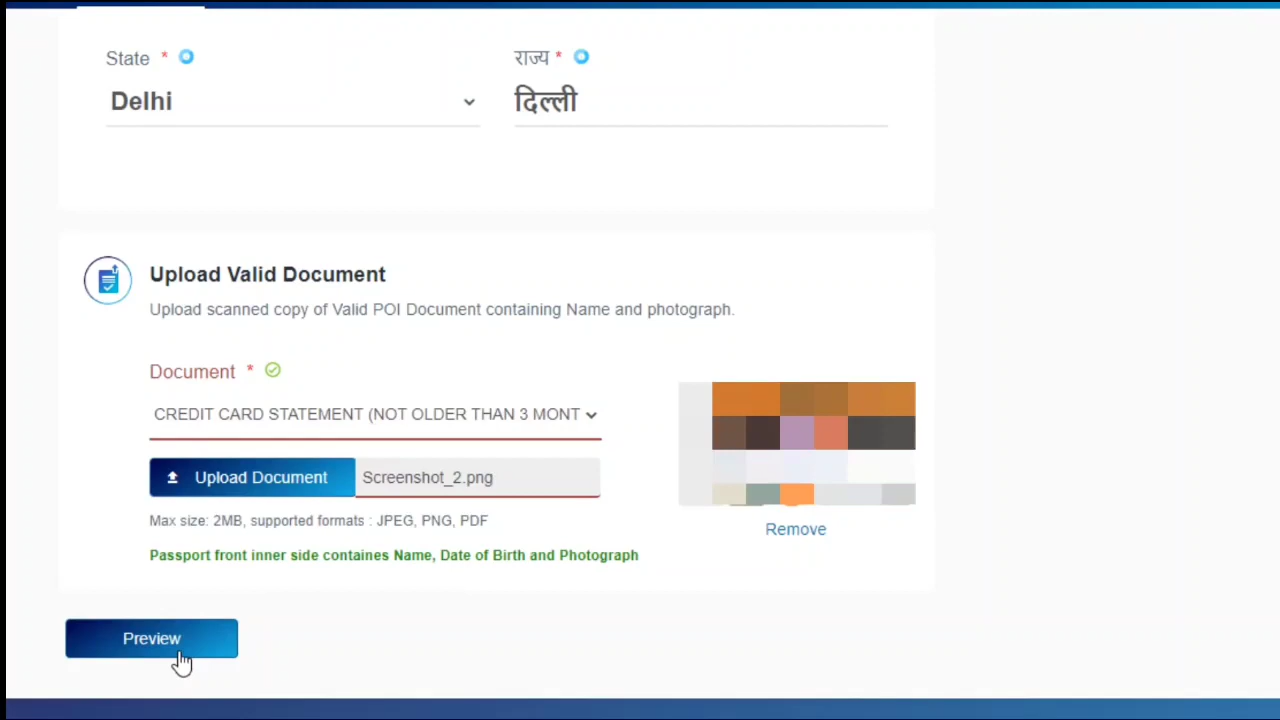 State *
राज्य *
Delhi
दिल्ली
Upload Valid Document
Upload scanned copy of Valid POI Document containing Name and photograph.
Document *
CREDIT CARD STATEMENT (NOT OLDER THAN 3 MONT
Upload Document
Screenshot_2.png
Max size: 2MB, supported formats : JPEG, PNG, PDF
Remove
Passport front inner side containes Name, Date of Birth and Photograph
Preview